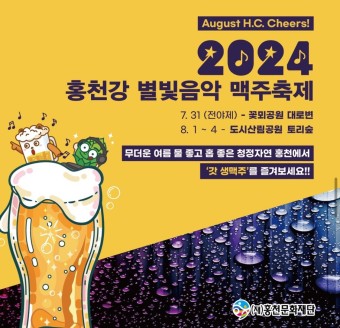 August H.C. Cheers!
2024
홍천강 별빛음악 맥주축제
7. 31 (전야제) - 꽃뫼공원 대로변
8. 1 ~ 4 - 도시산림공원 토리숲
무더운 여름 물 좋고 홉 좋은 청정자연 홍천에서
'갓 생맥주'를 즐겨보세요!!
(재)홍천문화재단